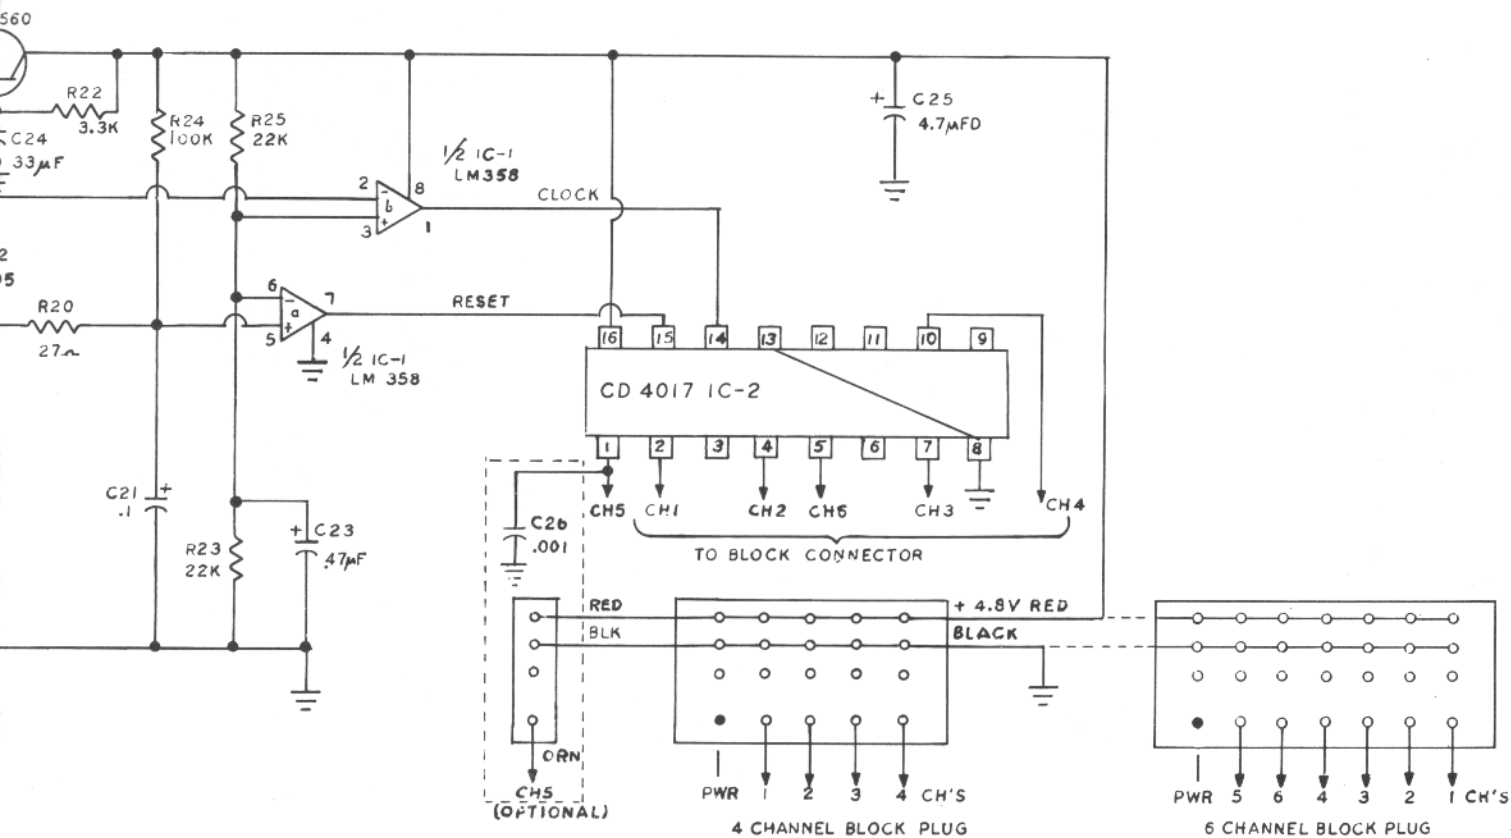 560
R22
3.3K
C24
33µF
R24
100K
R25
22K
½ IC-1
LM358
2
8
b
3
1
CLOCK
+
C25
4.7µFD
R20
27Ω
6
7
a
5
4
RESET
½ IC-1
LM 358
16 15 14 13 12 11 10 9
CD 4017 IC-2
1 2 3 4 5 6 7 8
CH5 CH1 CH2 CH6 CH3 CH4
TO BLOCK CONNECTOR
C21
.1
+
R23
22K
+
C23
.47µF
C26
.001
RED
BLK
+ 4.8V RED
BLACK
ORN
CH5
(OPTIONAL)
PWR 1 2 3 4 CH'S
4 CHANNEL BLOCK PLUG
PWR 5 6 4 3 2 1 CH'S
6 CHANNEL BLOCK PLUG